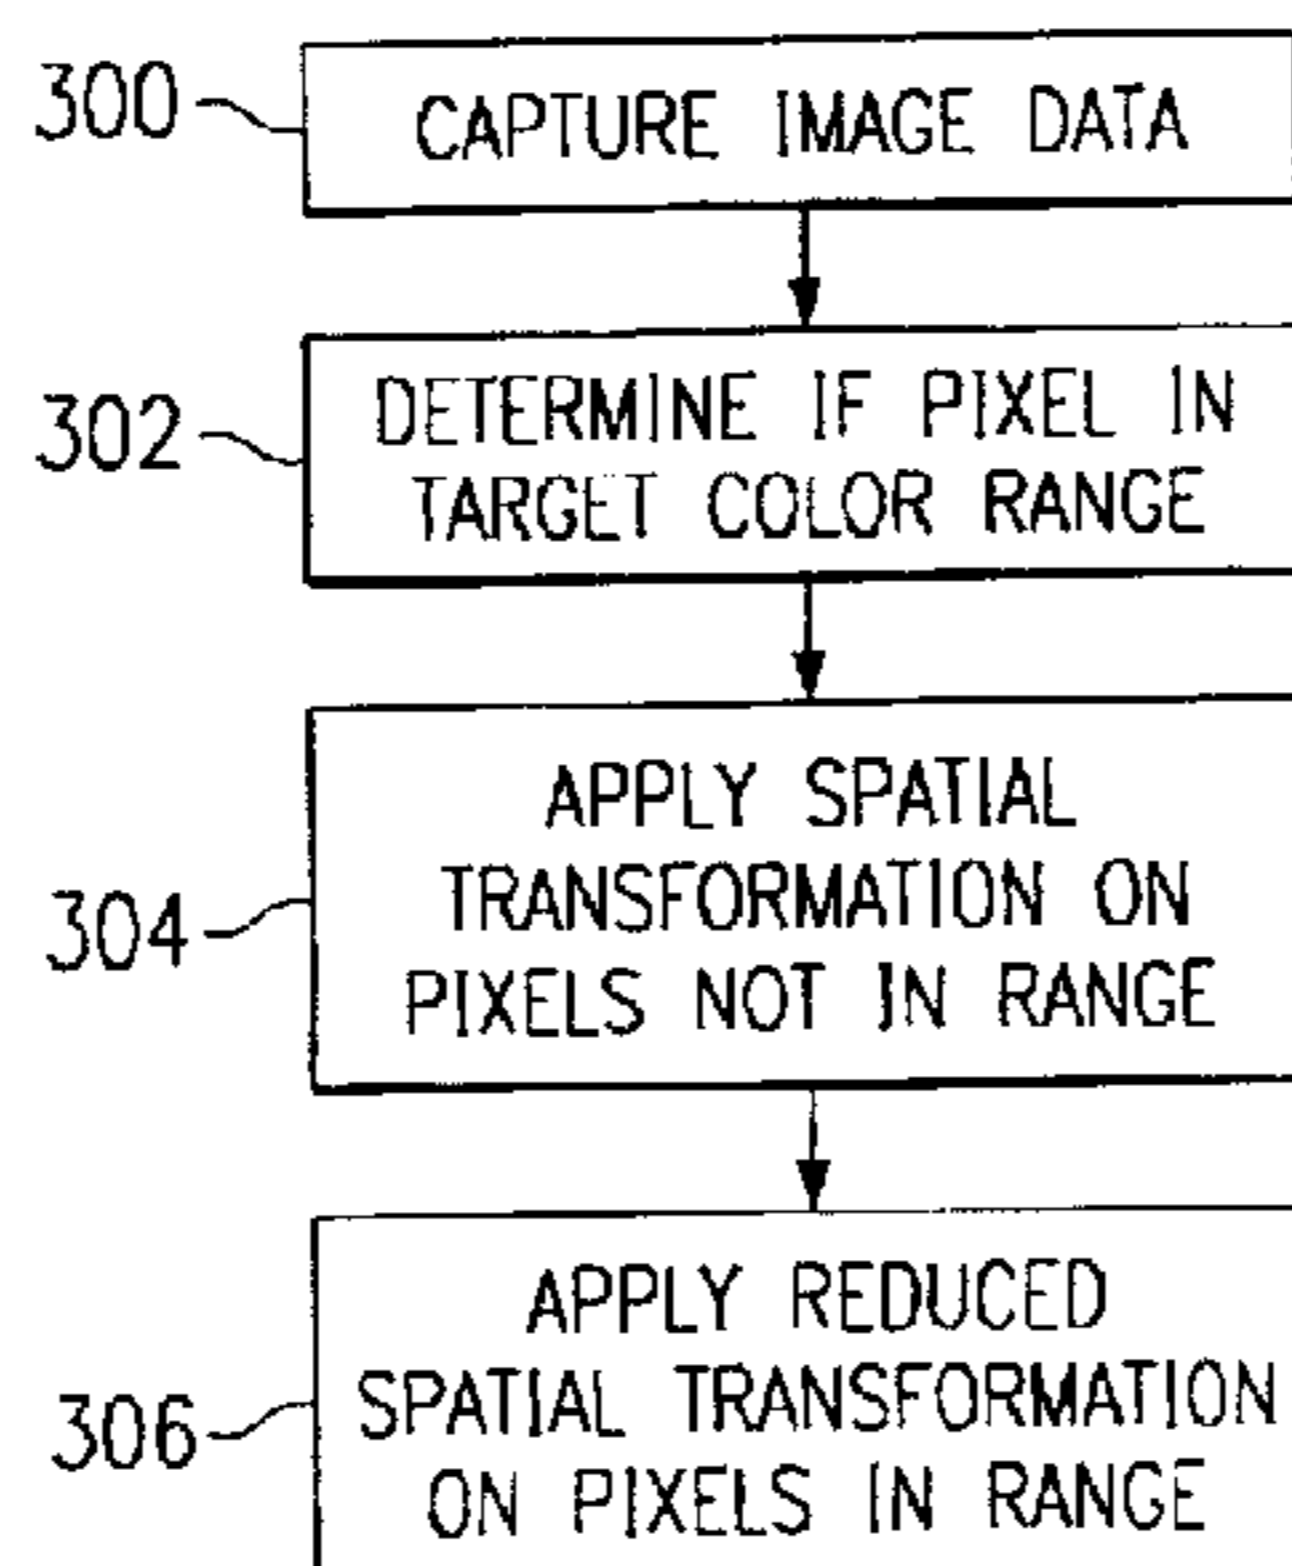 300
CAPTURE IMAGE DATA
302
DETERMINE IF PIXEL IN
TARGET COLOR RANGE
304
APPLY SPATIAL
TRANSFORMATION ON
PIXELS NOT IN RANGE
306
APPLY REDUCED
SPATIAL TRANSFORMATION
ON PIXELS IN RANGE